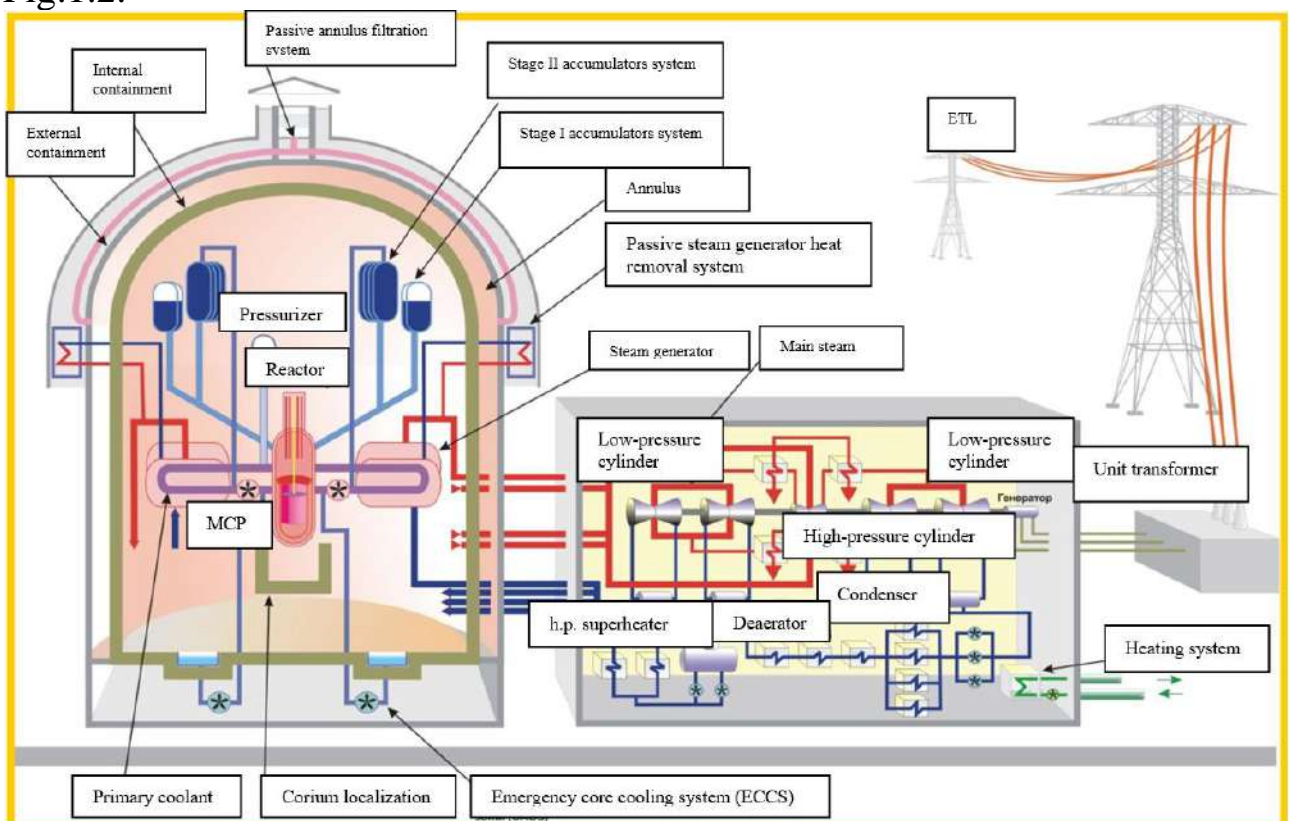 Fig.1.2.
Passive annulus filtration
system
Internal
containment
External
containment
Stage II accumulators system
Stage I accumulators system
Annulus
Passive steam generator heat
removal system
ETL
Pressurizer
Reactor
Steam generator
Main steam
Low-pressure
cylinder
Low-pressure
cylinder
Unit transformer
Генератор
MCP
High-pressure cylinder
Condenser
h.p. superheater
Deaerator
Heating system
Primary coolant
Corium localization
Emergency core cooling system (ECCS)